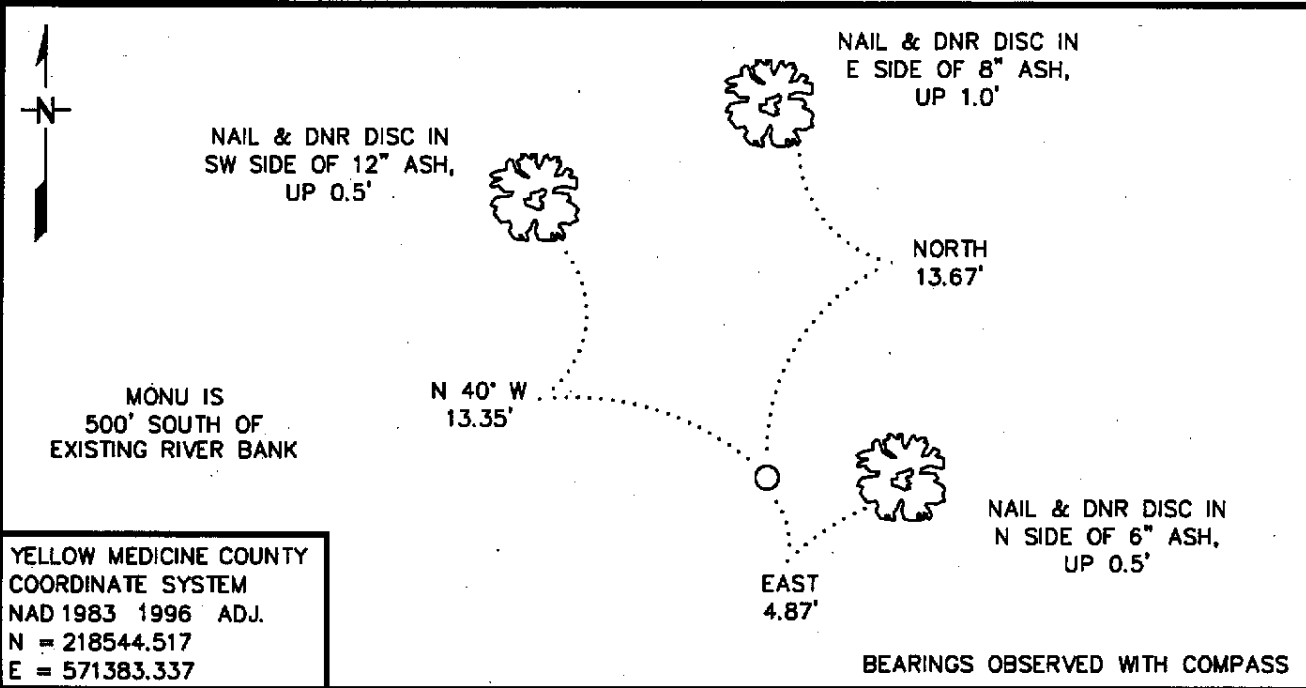 N
NAIL & DNR DISC IN
E SIDE OF 8" ASH,
UP 1.0'
NAIL & DNR DISC IN
SW SIDE OF 12" ASH,
UP 0.5'
NORTH
13.67'
N 40° W
13.35'
MONU IS
500' SOUTH OF
EXISTING RIVER BANK
NAIL & DNR DISC IN
N SIDE OF 6" ASH,
UP 0.5'
EAST
4.87'
YELLOW MEDICINE COUNTY
COORDINATE SYSTEM
NAD 1983 1996 ADJ.
N = 218544.517
E = 571383.337
BEARINGS OBSERVED WITH COMPASS